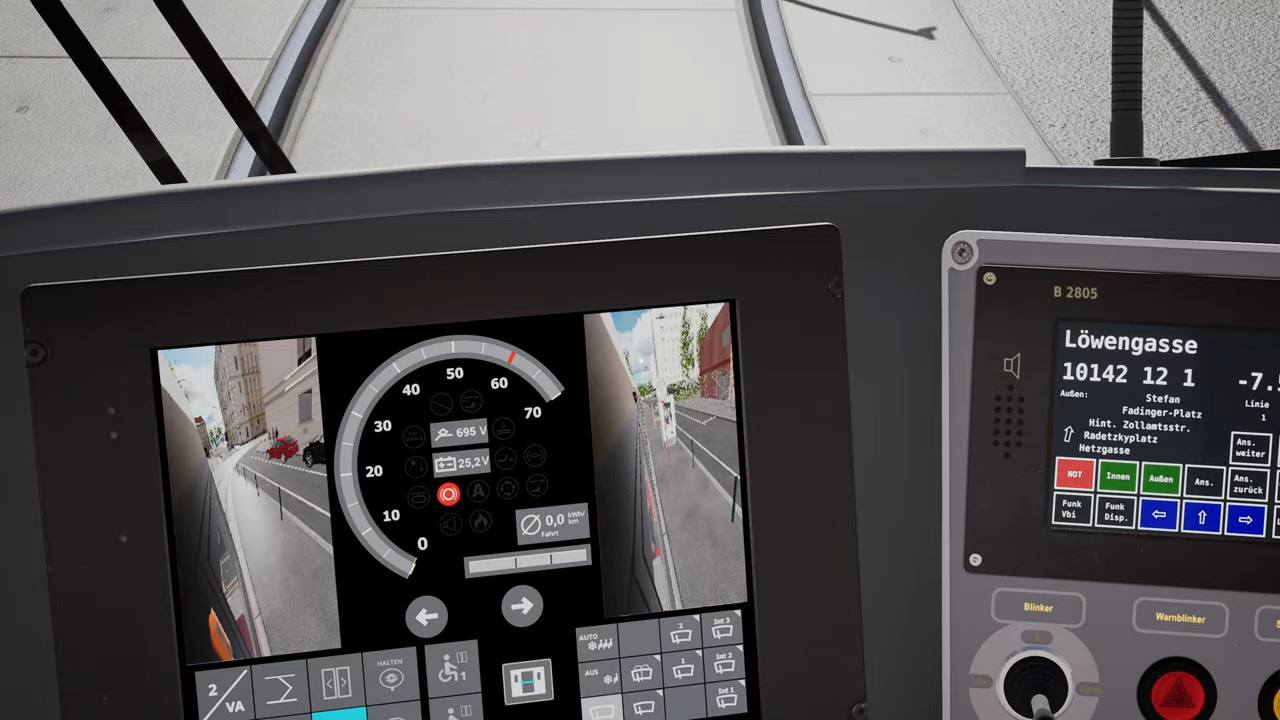 B 2805
Löwengasse
10142 12 1
-7.
Außen:
Stefan
Fadinger-Platz
Linie
1
Hint. Zollamtsstr.
Radetzkyplatz
Hetzgasse
Ans. weiter
NOT
Innen
Außen
Ans.
Ans. zurück
Funk Vbi
Funk Disp.
Blinker
Warnblinker
0
10
20
30
40
50
60
70
695 V
25,2V
A
0,0 kWh/km
Fahrt
2/VA
HALTEN
1
AUTO
AUS
2
Int 3
1
Int 2
Int 1